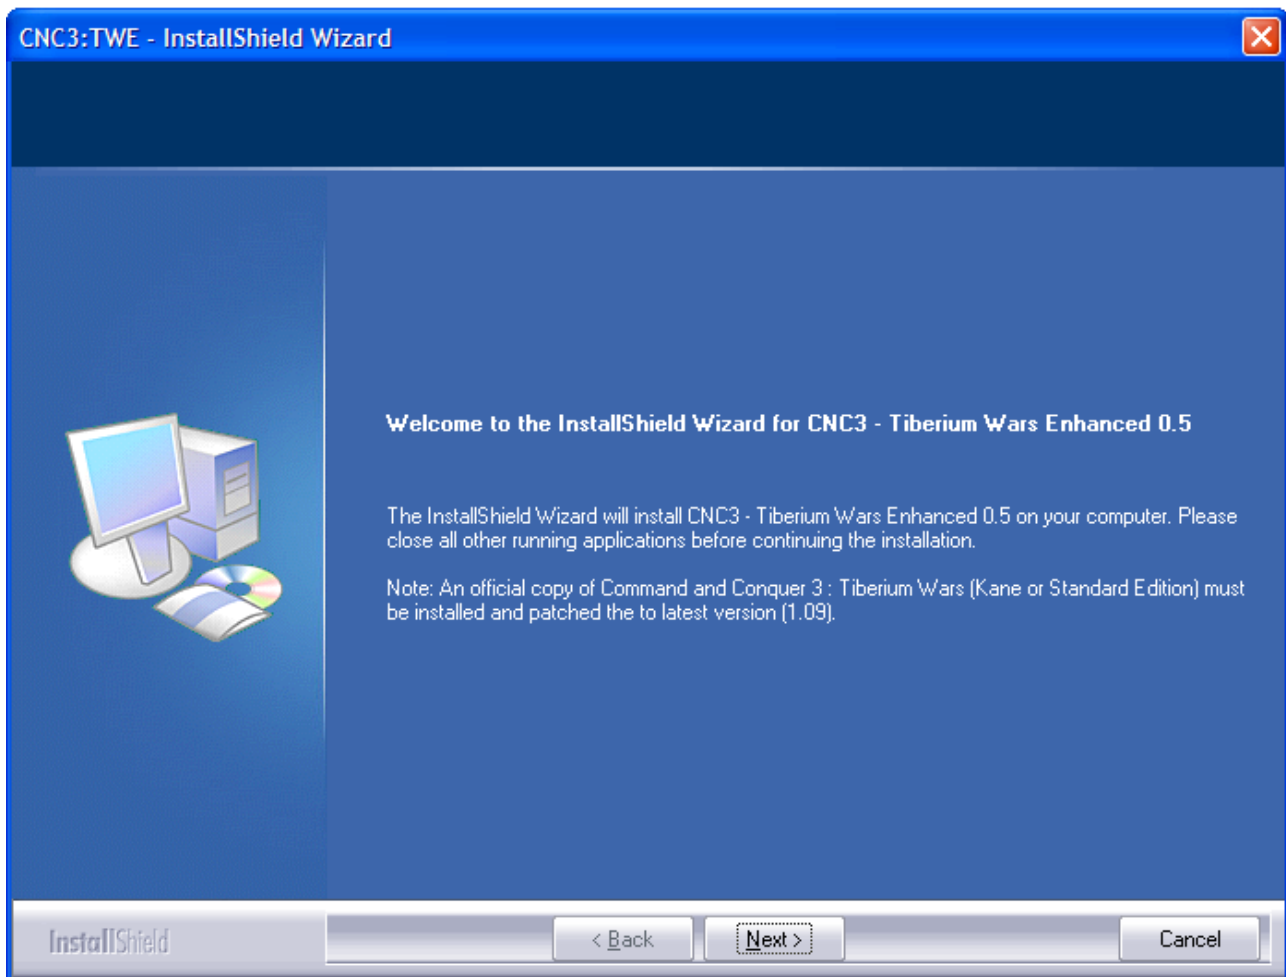 CNC3:TWE - InstallShield Wizard
Welcome to the InstallShield Wizard for CNC3 - Tiberium Wars Enhanced 0.5
The InstallShield Wizard will install CNC3 - Tiberium Wars Enhanced 0.5 on your computer. Please
close all other running applications before continuing the installation.
Note: An official copy of Command and Conquer 3 : Tiberium Wars (Kane or Standard Edition) must
be installed and patched the to latest version (1.09).
InstallShield
< Back
Next >
Cancel